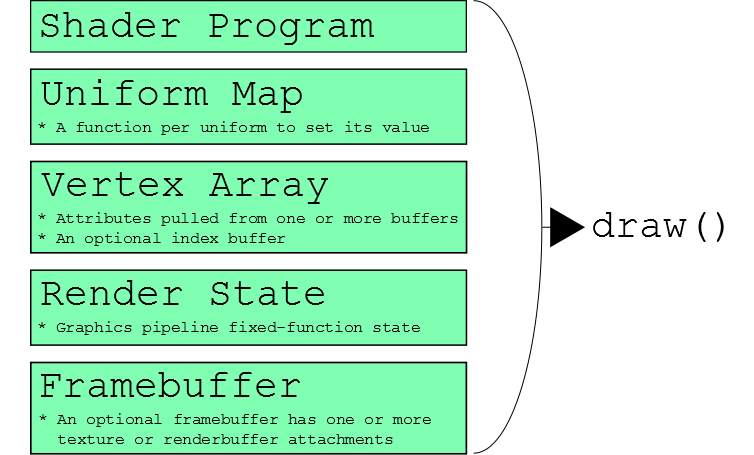 Shader Program
Uniform Map
* A function per uniform to set its value
Vertex Array
* Attributes pulled from one or more buffers
* An optional index buffer
Render State
* Graphics pipeline fixed-function state
Framebuffer
* An optional framebuffer has one or more
texture or renderbuffer attachments
draw()